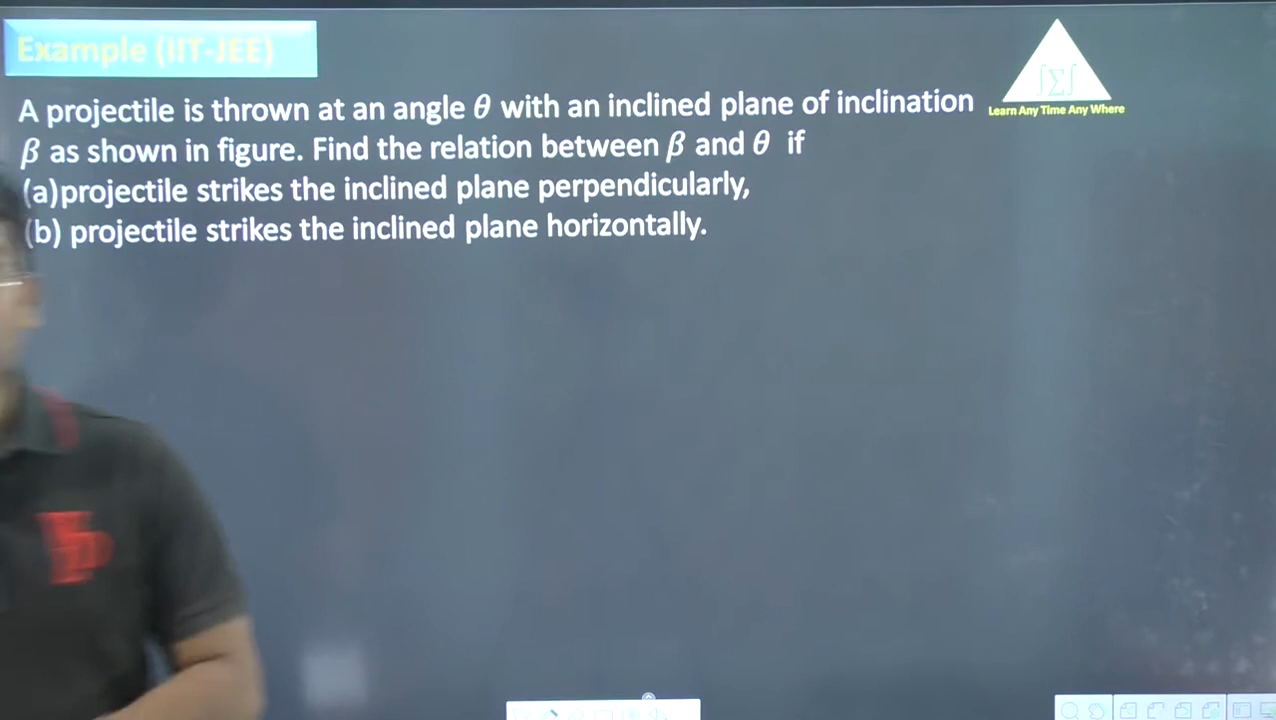 Example (IIT-JEE)
A projectile is thrown at an angle θ with an inclined plane of inclination
β as shown in figure. Find the relation between β and θ if
(a)projectile strikes the inclined plane perpendicularly,
(b) projectile strikes the inclined plane horizontally.
∫∑∫
Learn Any Time Any Where